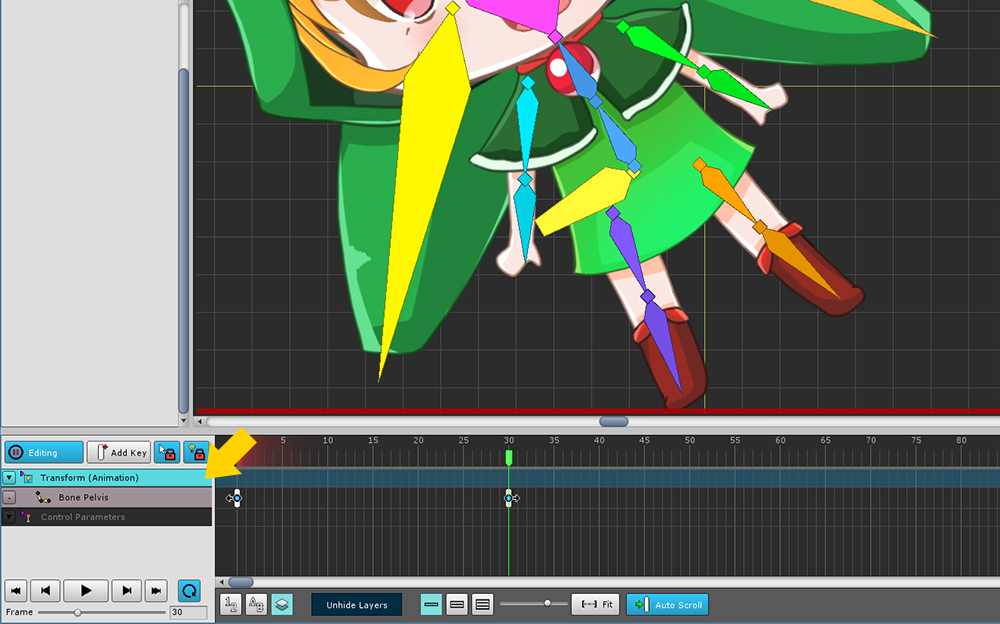 Editing Add Key 5 10 15 20 25 30 35 40 45 50 55 60 65 70 75 80
Transform (Animation)
Bone Pelvis
Control Parameters
Unhide Layers Fit Auto Scroll
Frame 30